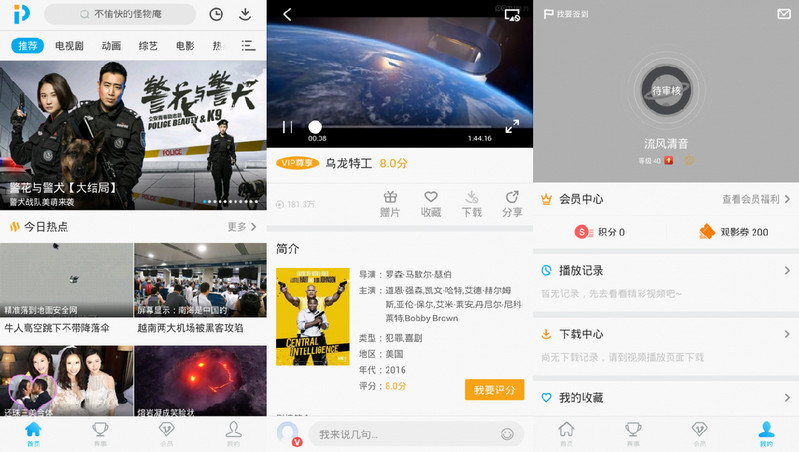 不愉快的怪物庵
推荐
电视剧
动画
综艺
电影
热
警花与警犬
POLICE BEAUTY & K9
警花与警犬【大结局】
警犬战队美萌来袭
今日热点
更多
精准落到地面安全网
牛人高空跳下不带降落伞
屏幕显示：南海是中国的
越南两大机场被黑客攻陷
还珠三美合体
熔岩凝成笑脸状
首页
会员
我的
00:08
1:44:16
VIP尊享
乌龙特工
8.0分
181.3万
赠片
收藏
下载
分享
简介
CENTRAL INTELLIGENCE
导演：罗森·马歇尔·瑟伯
主演：道恩·强森,凯文·哈特,艾德·赫尔姆
斯,亚伦·保尔,艾米·莱安,丹尼尔·尼科
莱特,Bobby Brown
类型：犯罪,喜剧
地区：美国
年代：2016
评分：8.0分
我要评分
V
我来说几句...
我要签到
待审核
流风清音
等级 40
会员中心
查看会员福利
积分 0
观影券 200
播放记录
暂无记录，先去看看精彩视频吧~
下载中心
尚无下载记录，请到视频播放页面下载
我的收藏
首页
会员
我的